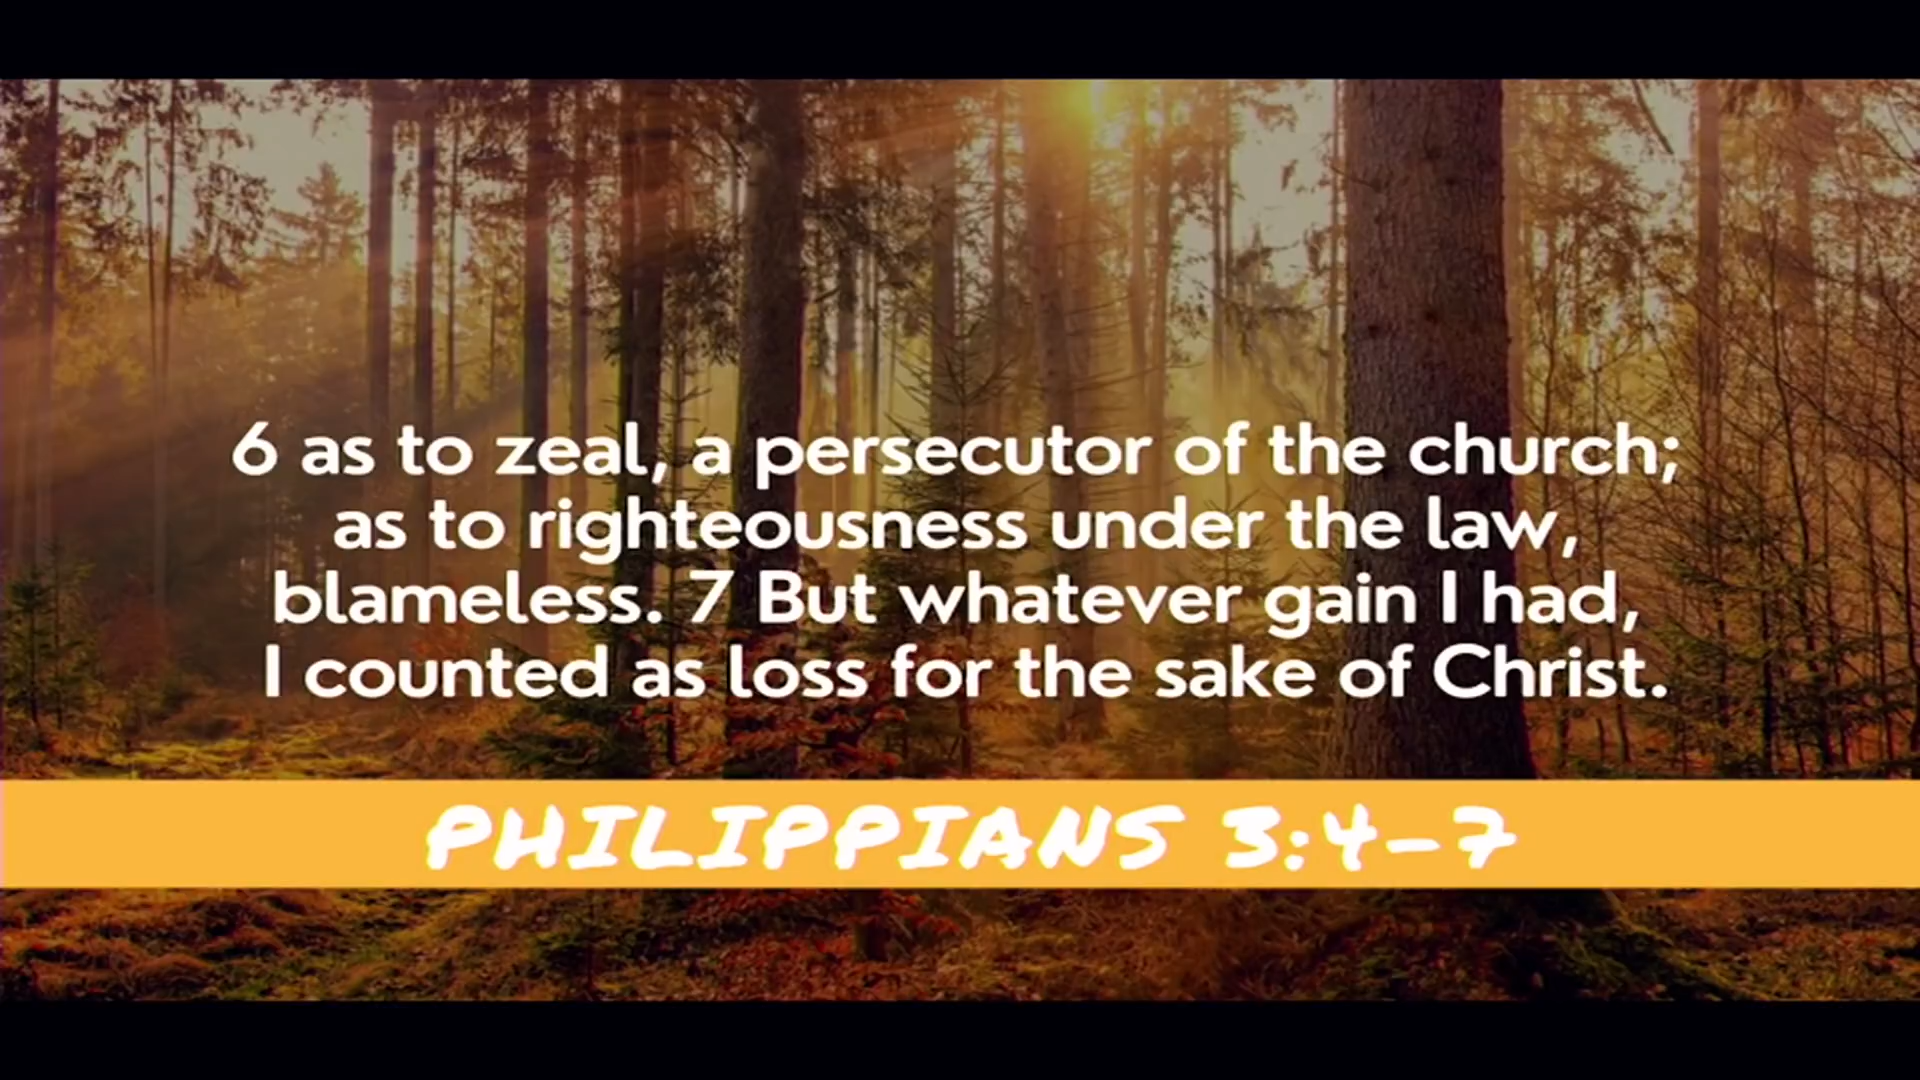 6 as to zeal, a persecutor of the church;
as to righteousness under the law,
blameless. 7 But whatever gain I had,
I counted as loss for the sake of Christ.
PHILIPPIANS 3:4-7